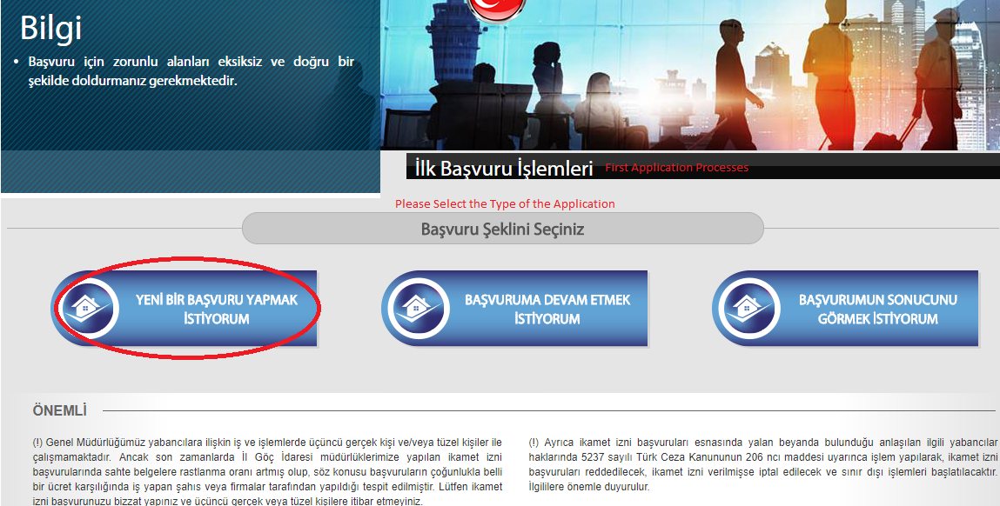 Bilgi
• Başvuru için zorunlu alanları eksiksiz ve doğru bir
şekilde doldurmanız gerekmektedir.
İlk Başvuru İşlemleri First Application Processes
Please Select the Type of the Application
Başvuru Şeklini Seçiniz
YENİ BİR BAŞVURU YAPMAK
İSTİYORUM
BAŞVURUMA DEVAM ETMEK
İSTİYORUM
BAŞVURUMUN SONUCUNU
GÖRMEK İSTİYORUM
ÖNEMLİ
(!) Genel Müdürlüğümüz yabancılara ilişkin iş ve işlemlerde üçüncü gerçek kişi ve/veya tüzel kişiler ile
çalışmamaktadır. Ancak son zamanlarda İl Göç İdaresi müdürlüklerimize yapılan ikamet izni
başvurularında sahte belgelere rastlanma oranı artmış olup, söz konusu başvuruların çoğunlukla belli
bir ücret karşılığında iş yapan şahıs veya firmalar tarafından yapıldığı tespit edilmiştir. Lütfen ikamet
izni başvurunuzu bizzat yapınız ve üçüncü gerçek veya tüzel kişilere itibar etmeyiniz.
(!) Ayrıca ikamet izni başvuruları esnasında yalan beyanda bulunduğu anlaşılan ilgili yabancılar
haklarında 5237 sayılı Türk Ceza Kanununun 206 ncı maddesi uyarınca işlem yapılarak, ikamet izni
başvuruları reddedilecek, ikamet izni verilmişse iptal edilecek ve sınır dışı işlemleri başlatılacaktır.
İlgililere önemle duyurulur.